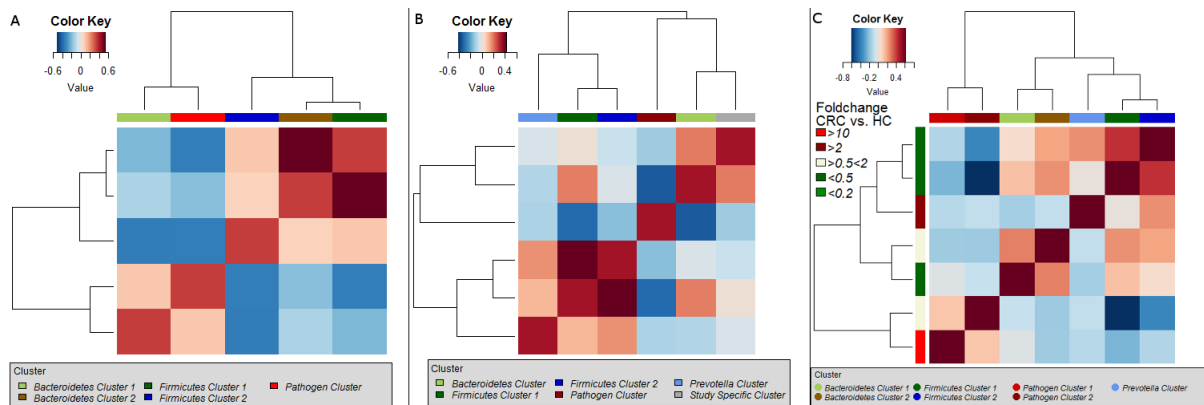 A
Color Key
-0.6 0 0.6
Value
Cluster
Bacteroidetes Cluster 1 Firmicutes Cluster 1 Pathogen Cluster
Bacteroidetes Cluster 2 Firmicutes Cluster 2
B
Color Key
-0.6 0 0.4
Value
Cluster
Bacteroidetes Cluster Firmicutes Cluster 2 Prevotella Cluster
Firmicutes Cluster 1 Pathogen Cluster Study Specific Cluster
C
Color Key
-0.8 -0.2 0.4
Value
Foldchange
CRC vs. HC
>10
>2
>0.5<2
<0.5
<0.2
Cluster
Bacteroidetes Cluster 1 Firmicutes Cluster 1 Pathogen Cluster 1 Prevotella Cluster
Bacteroidetes Cluster 2 Firmicutes Cluster 2 Pathogen Cluster 2